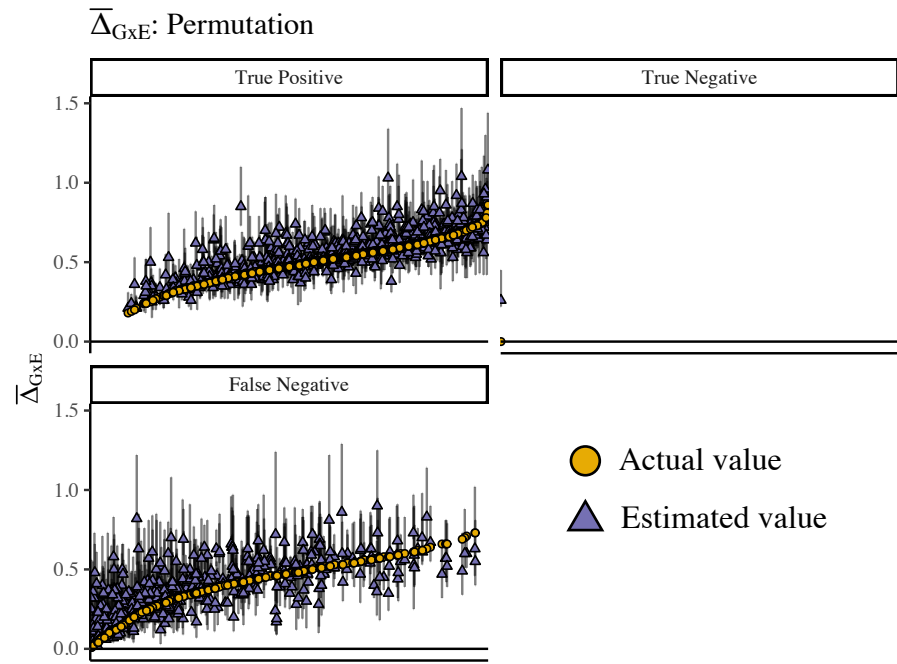 Δ̅GxE: Permutation
True Positive
True Negative
1.5
1.0
0.5
0.0
Δ̅GxE
False Negative
1.5
1.0
0.5
0.0
Actual value
Estimated value